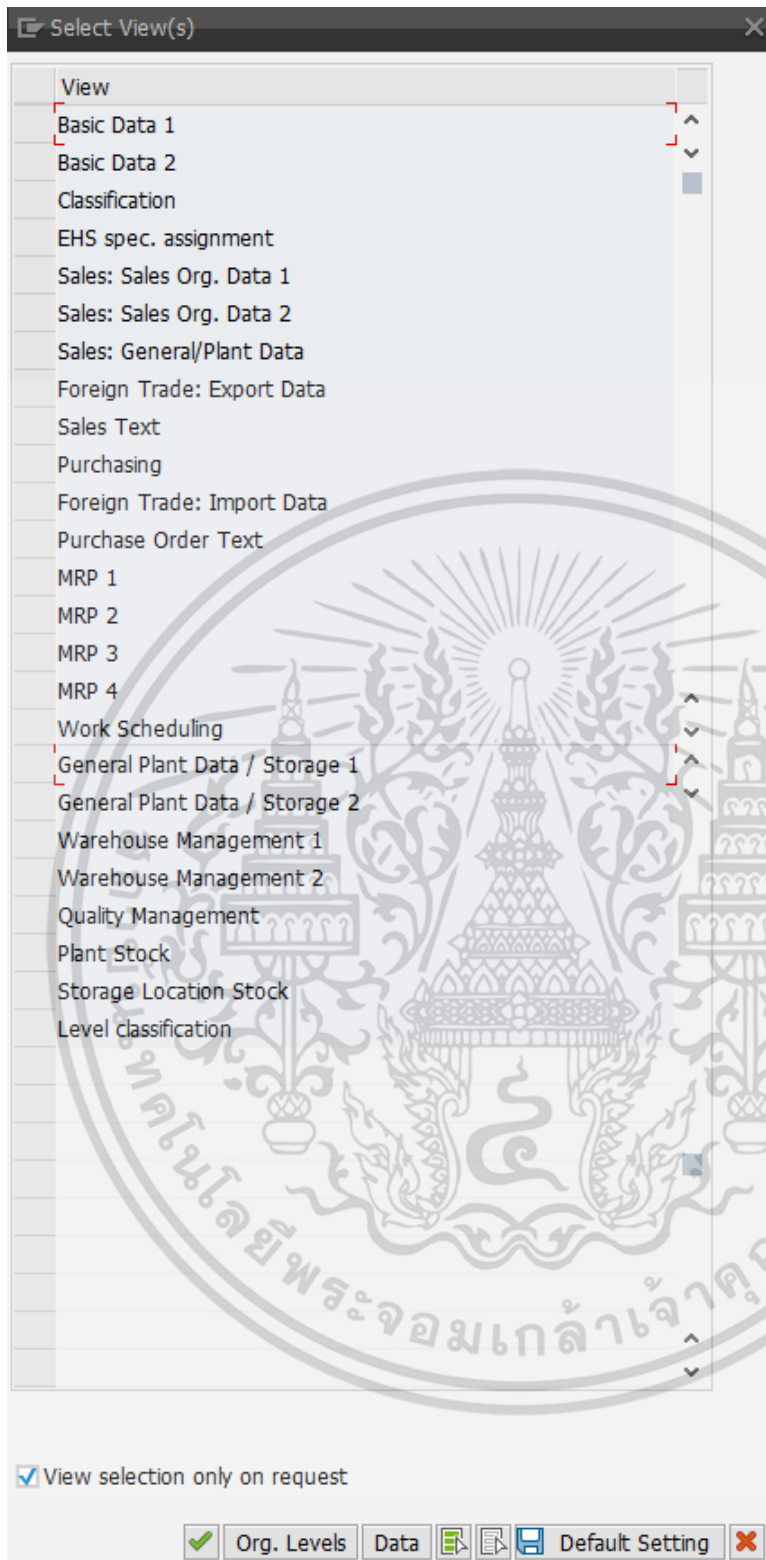 Select View(s)
View
Basic Data 1
Basic Data 2
Classification
EHS spec. assignment
Sales: Sales Org. Data 1
Sales: Sales Org. Data 2
Sales: General/Plant Data
Foreign Trade: Export Data
Sales Text
Purchasing
Foreign Trade: Import Data
Purchase Order Text
MRP 1
MRP 2
MRP 3
MRP 4
Work Scheduling
General Plant Data / Storage 1
General Plant Data / Storage 2
Warehouse Management 1
Warehouse Management 2
Quality Management
Plant Stock
Storage Location Stock
Level classification
๔
View selection only on request
Org. Levels Data Default Setting